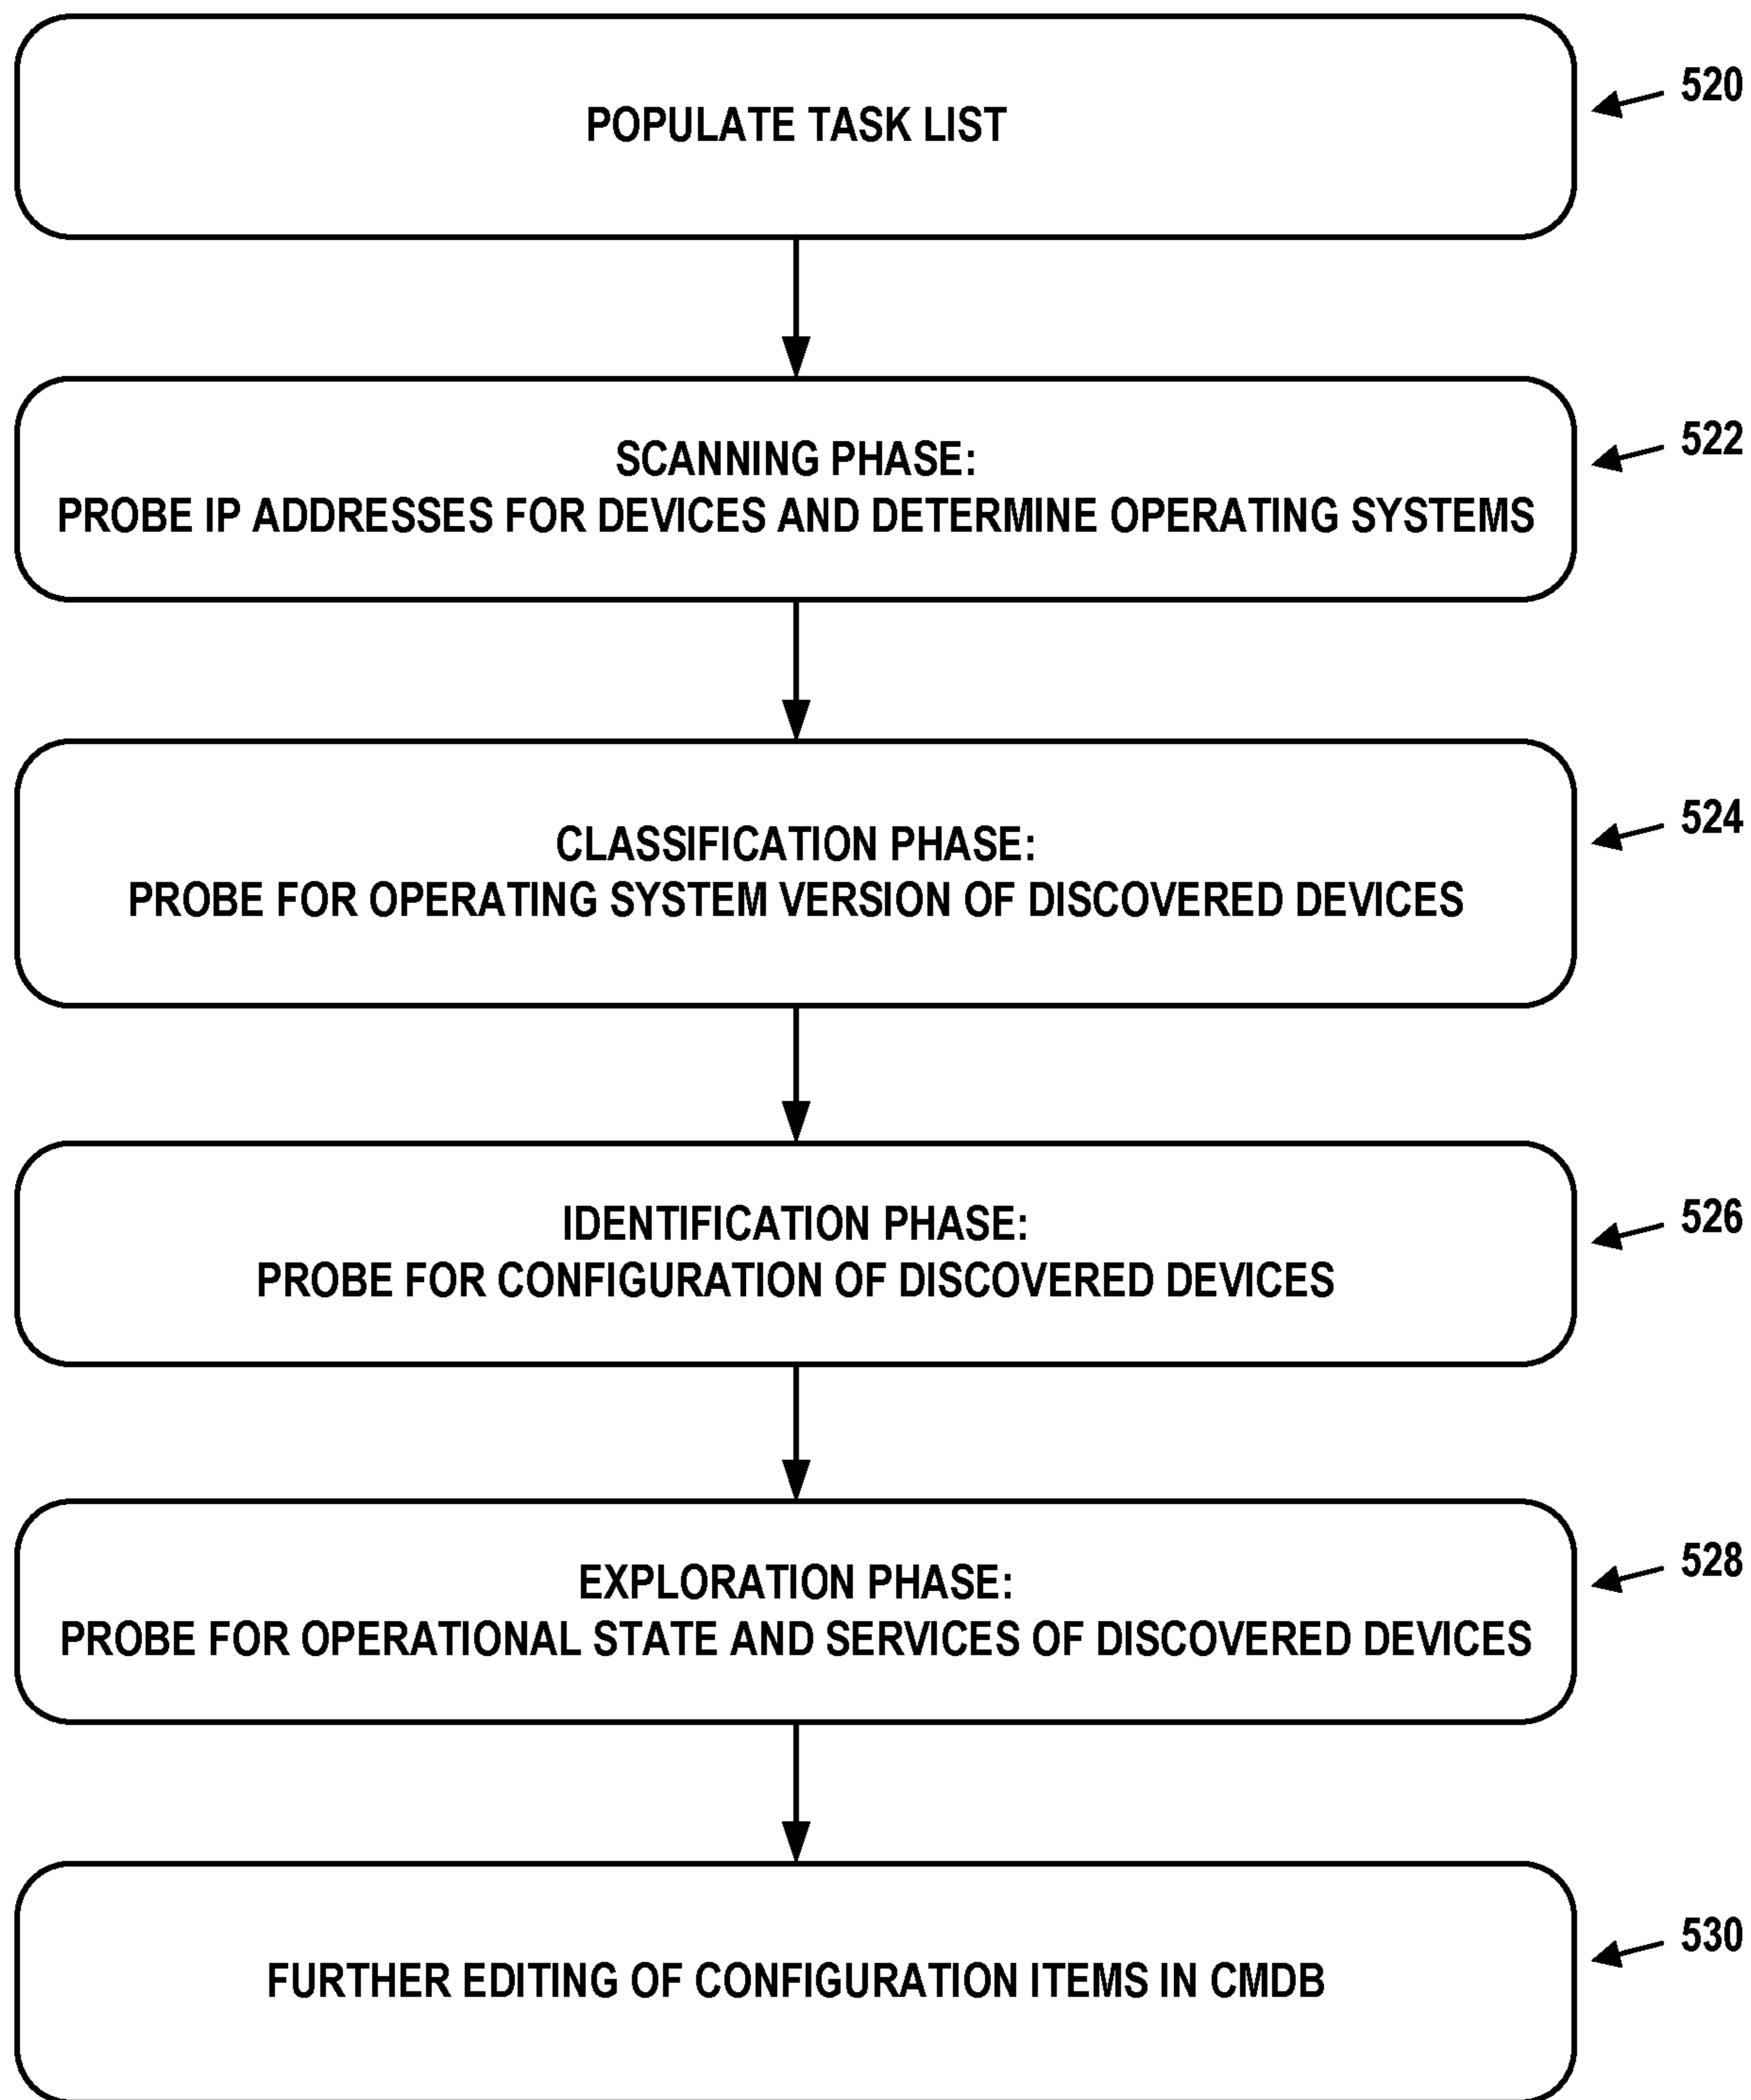 POPULATE TASK LIST
520
SCANNING PHASE:
PROBE IP ADDRESSES FOR DEVICES AND DETERMINE OPERATING SYSTEMS
522
CLASSIFICATION PHASE:
PROBE FOR OPERATING SYSTEM VERSION OF DISCOVERED DEVICES
524
IDENTIFICATION PHASE:
PROBE FOR CONFIGURATION OF DISCOVERED DEVICES
526
EXPLORATION PHASE:
PROBE FOR OPERATIONAL STATE AND SERVICES OF DISCOVERED DEVICES
528
FURTHER EDITING OF CONFIGURATION ITEMS IN CMDB
530